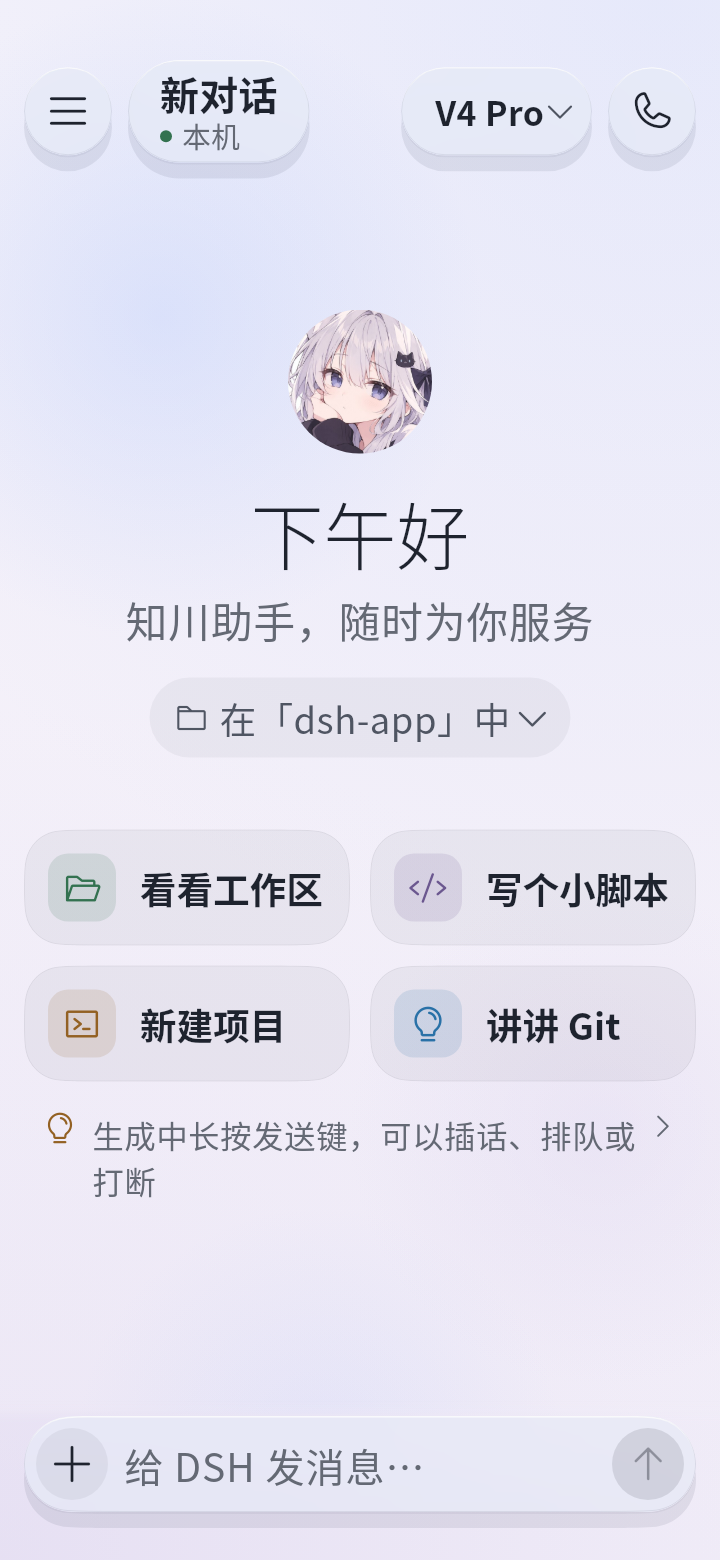 新对话
本机
V4 Pro
下午好
知川助手，随时为你服务
在「dsh-app」中
看看工作区
写个小脚本
新建项目
讲讲 Git
生成中长按发送键，可以插话、排队或
打断
给 DSH 发消息…